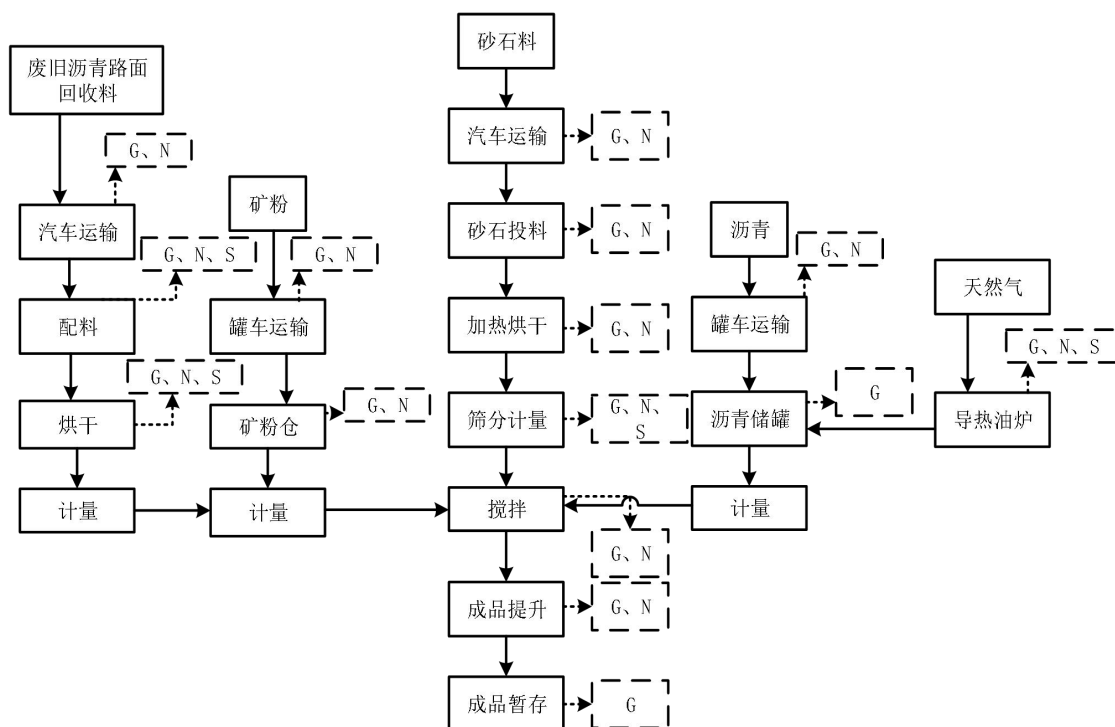 砂石料
废旧沥青路面
回收料
汽车运输
G、N
G、N
矿粉
汽车运输
砂石投料
G、N
沥青
G、N、S
G、N
G、N
天然气
配料
罐车运输
加热烘干
G、N
罐车运输
G、N、S
G、N、S
G
烘干
矿粉仓
G、N
筛分计量
G、N、
S
沥青储罐
导热油炉
计量
计量
搅拌
计量
G、N
成品提升
G、N
成品暂存
G